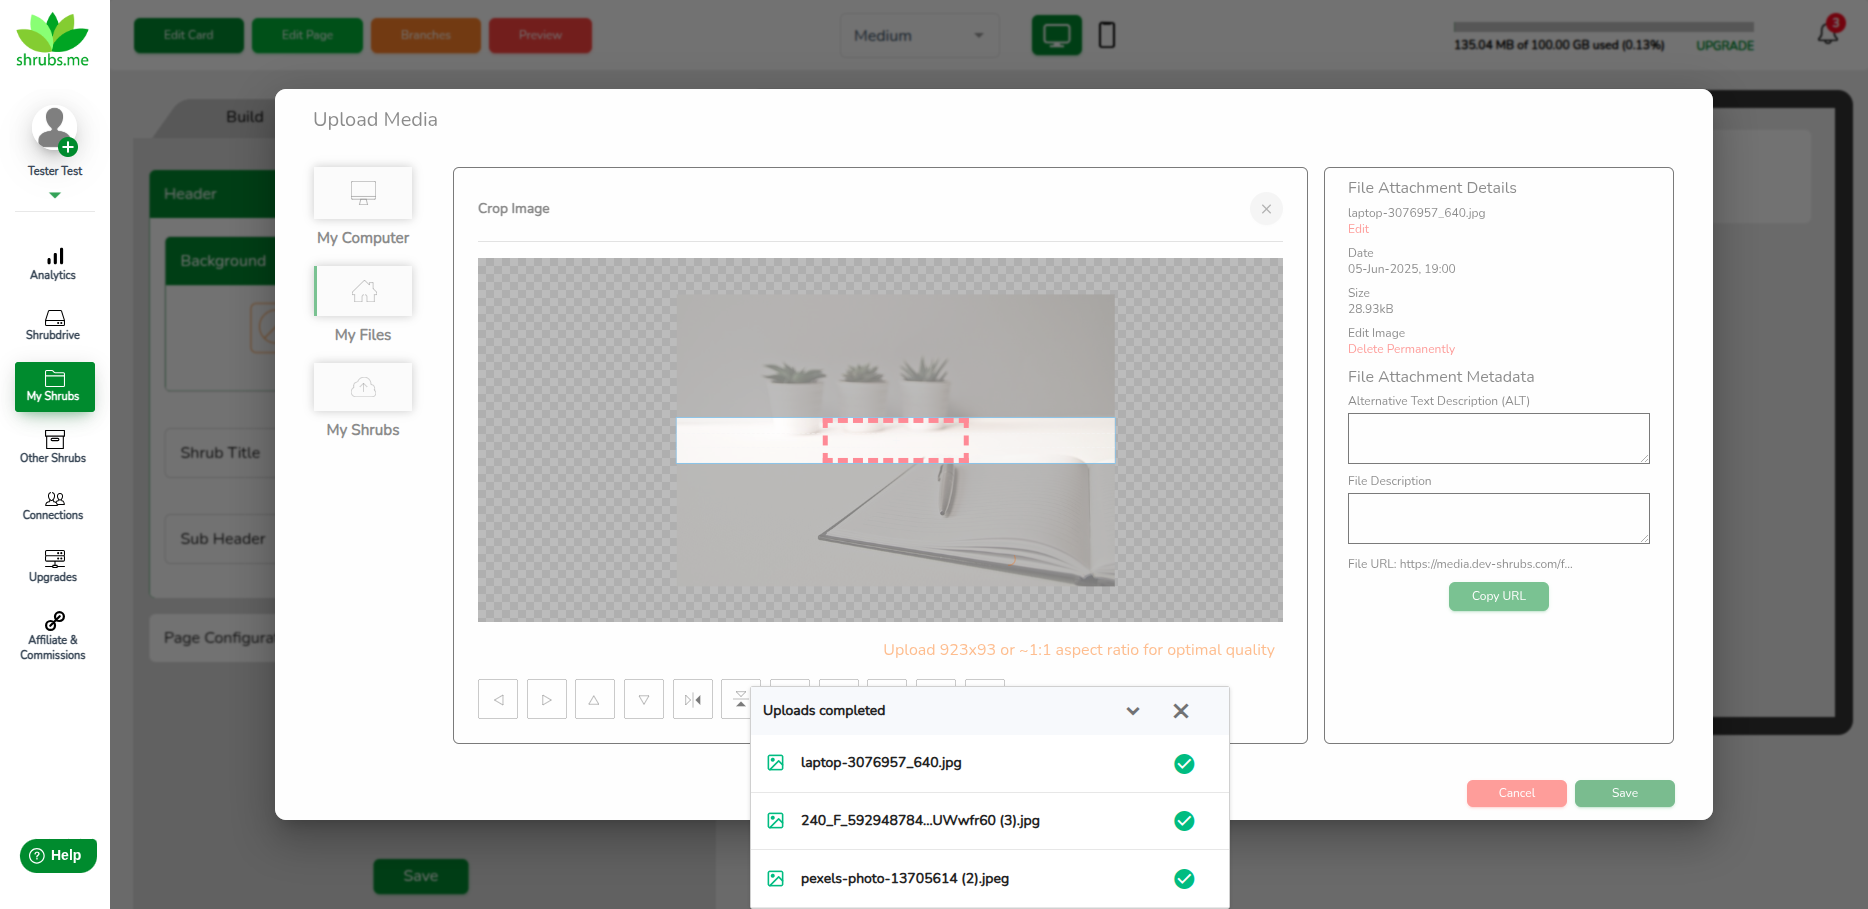 shrubs.me
Tester Test
Analytics
Shrubdrive
My Shrubs
Other Shrubs
Connections
Upgrades
Affiliate &
Commissions
Help
Edit Card
Edit Page
Branches
Preview
Medium
135.04 MB of 100.00 GB used (0.13%)
UPGRADE
3
Build
Header
Background
Shrub Title
Sub Header
Page Configurat
Save
Upload Media
My Computer
My Files
My Shrubs
Crop Image
Upload 923x93 or ~1:1 aspect ratio for optimal quality
File Attachment Details
laptop-3076957_640.jpg
Edit
Date
05-Jun-2025, 19:00
Size
28.93kB
Edit Image
Delete Permanently
File Attachment Metadata
Alternative Text Description (ALT)
File Description
File URL: https://media.dev-shrubs.com/f...
Copy URL
Cancel
Save
Uploads completed
laptop-3076957_640.jpg
240_F_592948784...UWwfr60 (3).jpg
pexels-photo-13705614 (2).jpeg